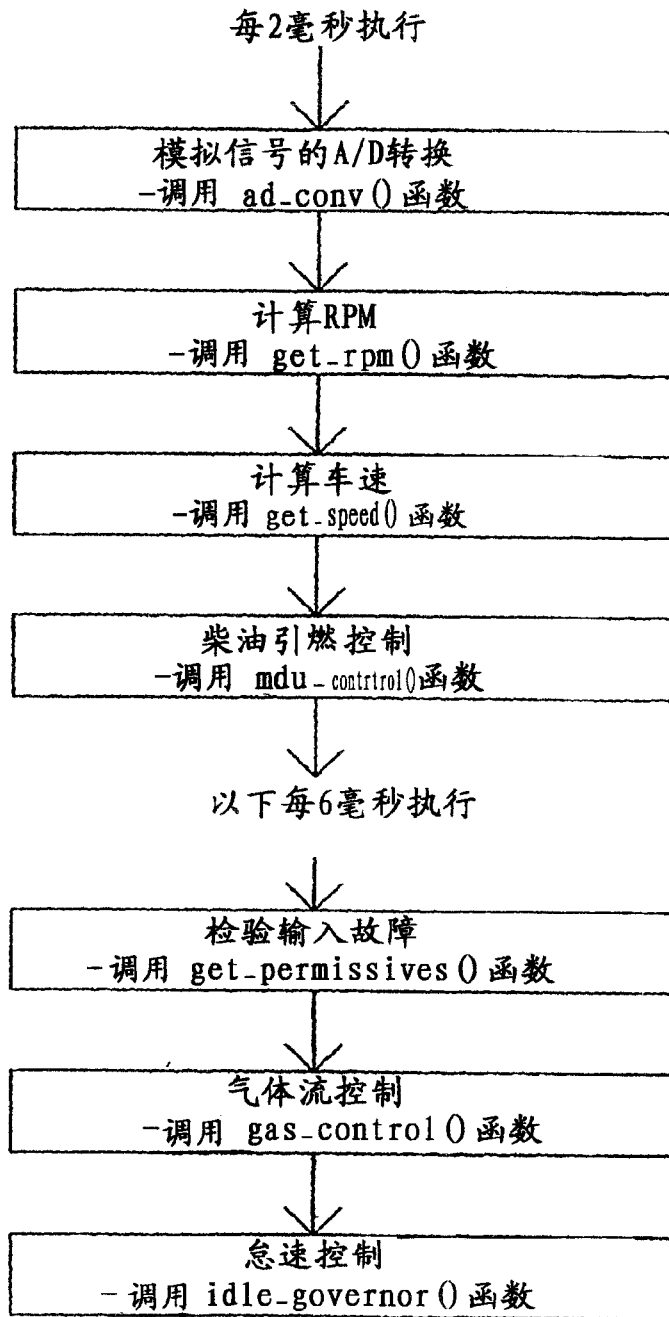 每2毫秒执行
模拟信号的A/D转换
-调用 ad_conv()函数
计算RPM
-调用 get_rpm()函数
计算车速
-调用 get_speed()函数
柴油引燃控制
-调用 mdu_contrtrol()函数
以下每6毫秒执行
检验输入故障
-调用 get_permissives()函数
气体流控制
-调用 gas_control()函数
怠速控制
-调用 idle_governor()函数